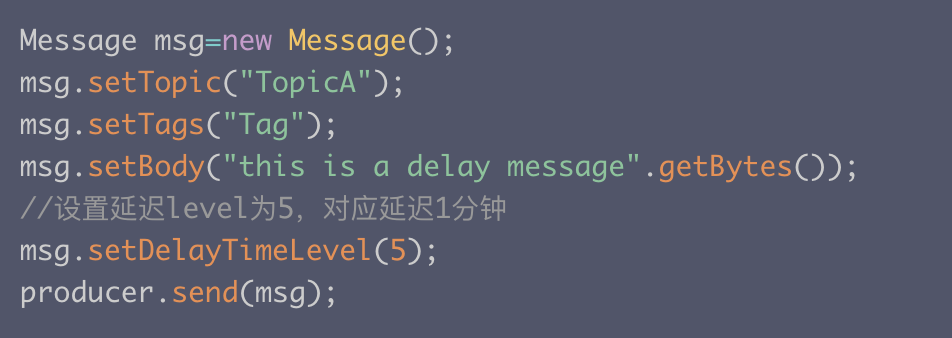 Message msg=new Message();
msg.setTopic("TopicA");
msg.setTags("Tag");
msg.setBody("this is a delay message".getBytes());
//设置延迟level为5，对应延迟1分钟
msg.setDelayTimeLevel(5);
producer.send(msg);